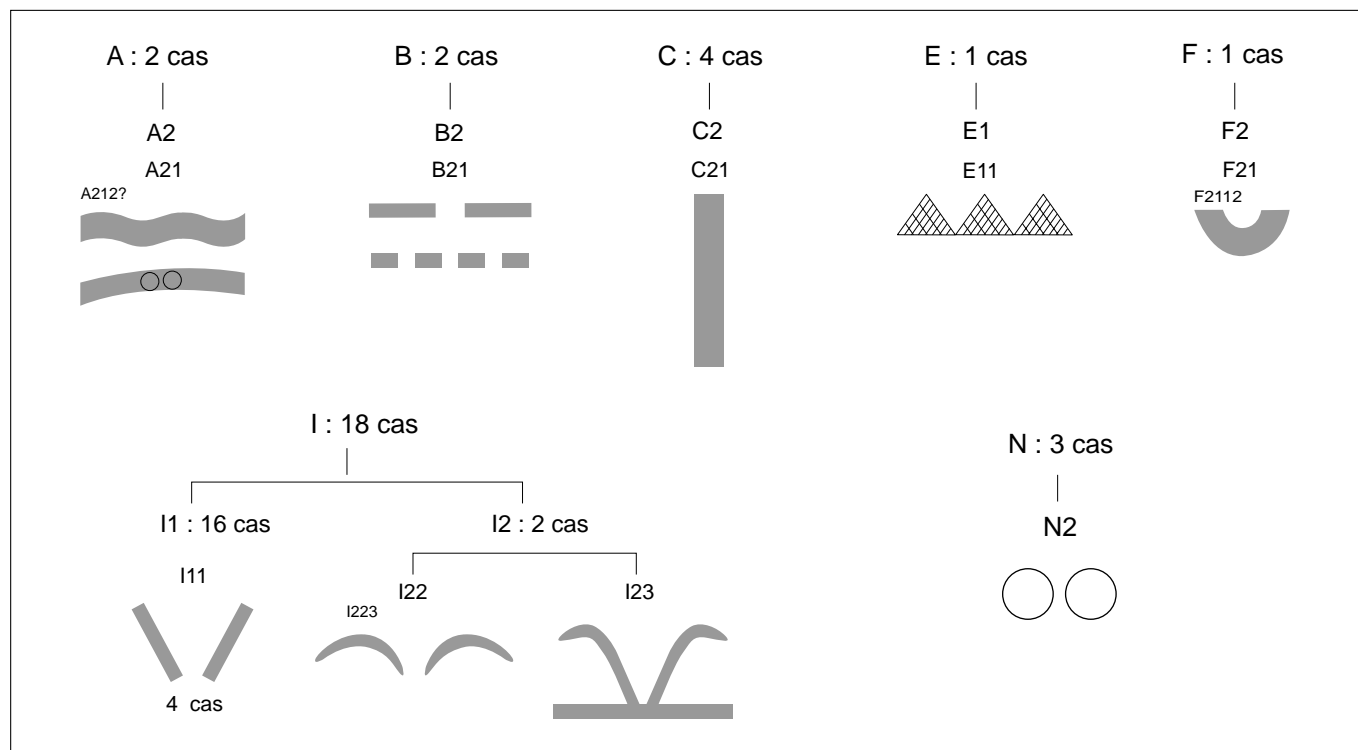 A : 2 cas
B : 2 cas
C : 4 cas
E : 1 cas
F : 1 cas
A2
B2
C2
E1
F2
A21
B21
C21
E11
F21
A212?
F2112
I : 18 cas
N : 3 cas
I1 : 16 cas
I2 : 2 cas
N2
I11
I22
I23
I223
4 cas